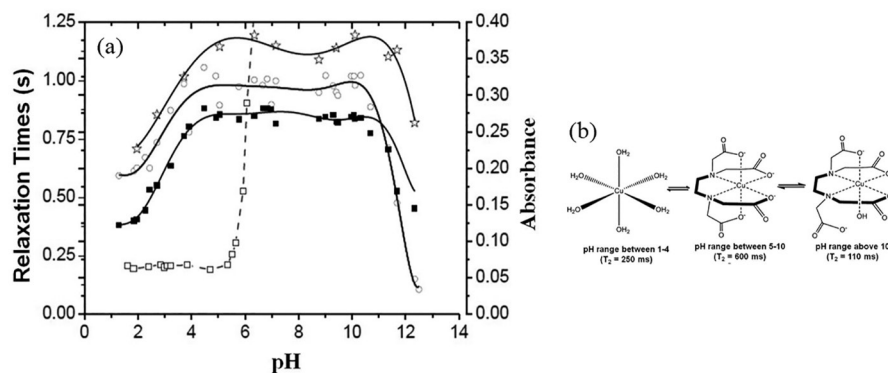 (a)
Relaxation Times (s)
1.25
1.00
0.75
0.50
0.25
0.00
0 2 4 6 8 10 12 14
pH
0.40
0.35
0.30
0.25
0.20
0.15
0.10
0.05
0.00
Absorbance
(b)
OH₂
H₂O OH₂
Cu
H₂O OH₂
OH₂
pH range between 1-4
(T₂ = 250 ms)
O
O⁻ O
N O⁻
Cu
N O⁻
O
O⁻
O
pH range between 5-10
(T₂ = 600 ms)
O
O⁻ O
N O⁻
Cu
N O⁻
OH O
O
O⁻
pH range above 10
(T₂ = 110 ms)